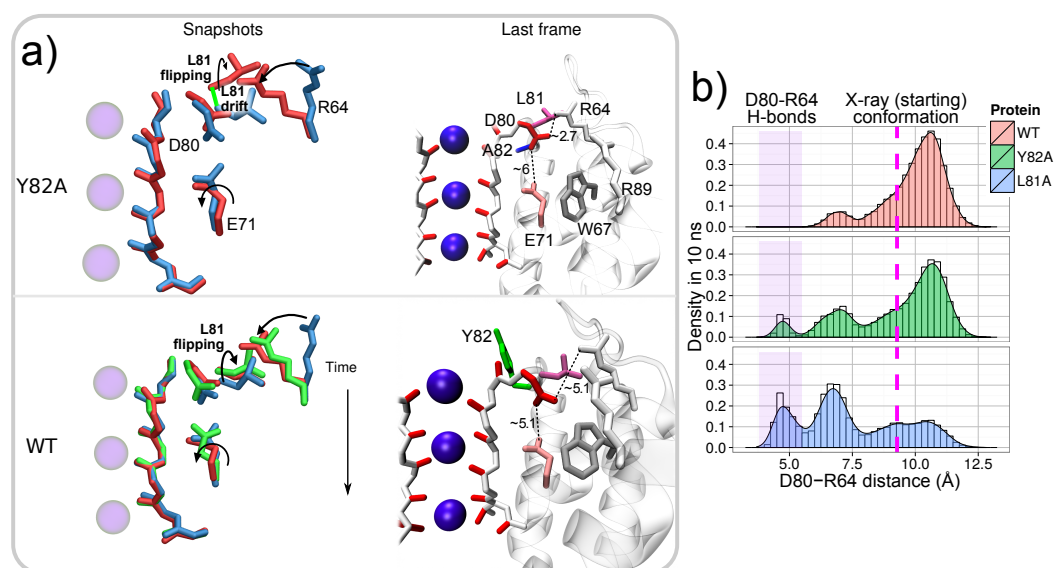 a)
Snapshots
Last frame
L81
flipping
L81
drift
R64
D80
Y82A
E71
L81
R64
D80
A82
~2.7
~6
R89
E71
W67
L81
flipping
Time
WT
Y82
~5.1
~5.1
b)
D80-R64
H-bonds
X-ray (starting)
conformation
Protein
WT
Y82A
L81A
Density in 10 ns
0.4
0.3
0.2
0.1
0.0
0.4
0.3
0.2
0.1
0.0
0.4
0.3
0.2
0.1
0.0
5.0 7.5 10.0 12.5
D80−R64 distance (Å)